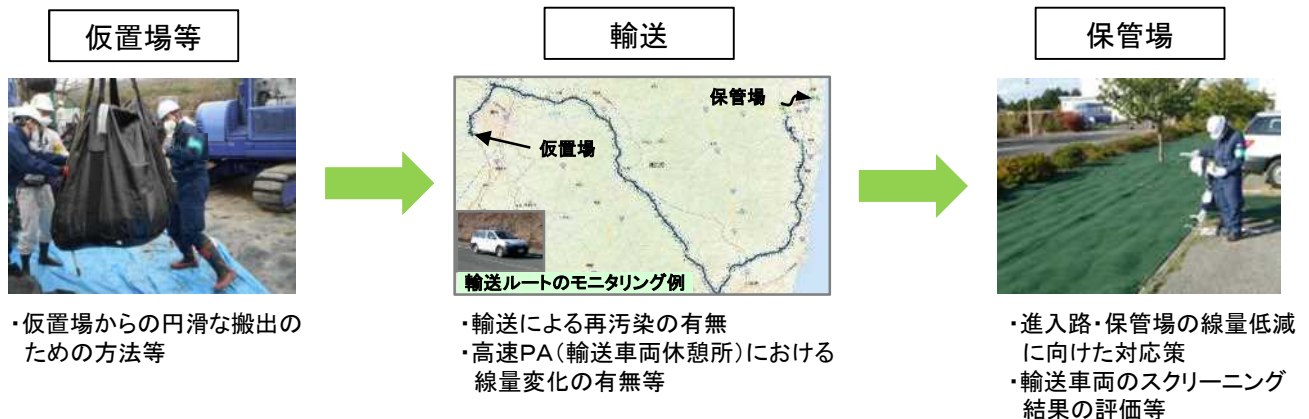 仮置場等
輸送
保管場
保管場
仮置場
輸送ルートのモニタリング例
・仮置場からの円滑な搬出の
ための方法等
・輸送による再汚染の有無
・高速PA(輸送車両休憩所)における
線量変化の有無等
・進入路・保管場の線量低減
に向けた対応策
・輸送車両のスクリーニング
結果の評価等